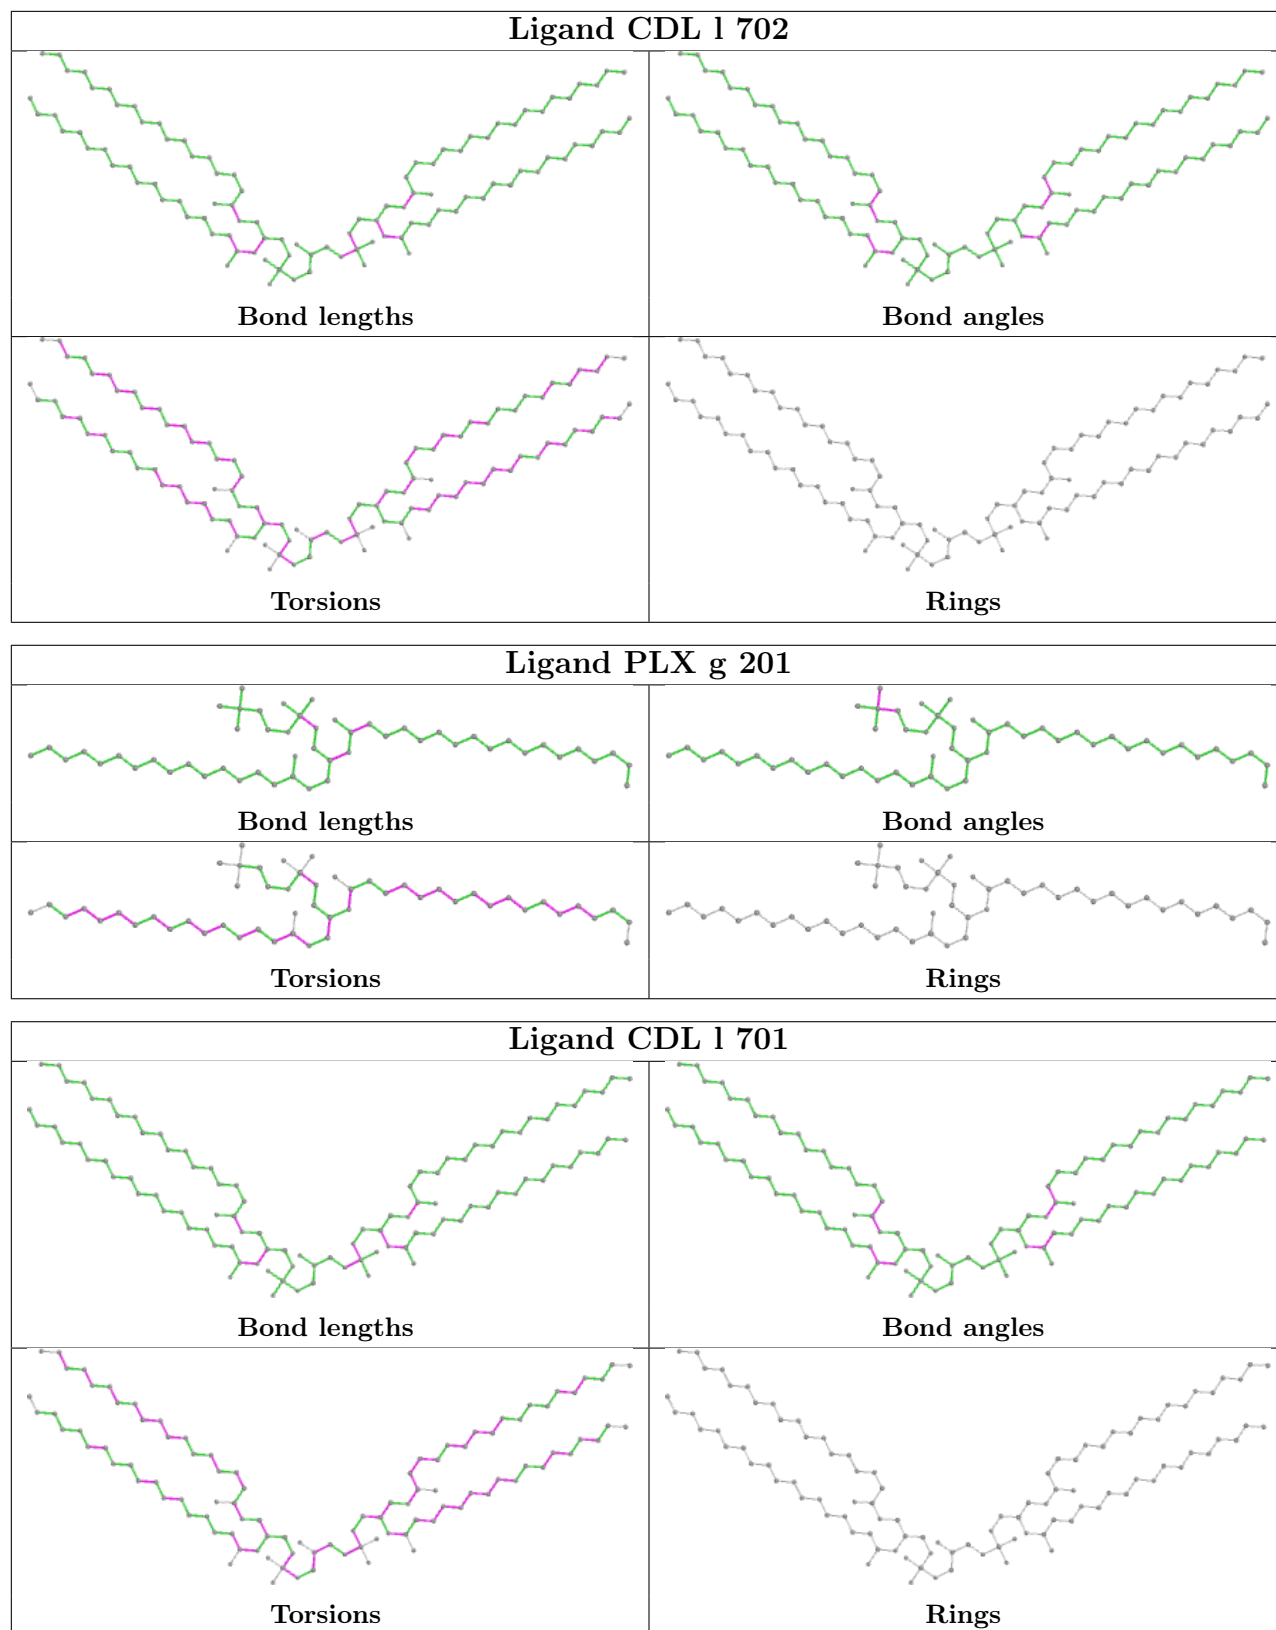 Ligand CDL l 702
Bond lengths
Bond angles
Torsions
Rings
Ligand PLX g 201
Bond lengths
Bond angles
Torsions
Rings
Ligand CDL l 701
Bond lengths
Bond angles
Torsions
Rings